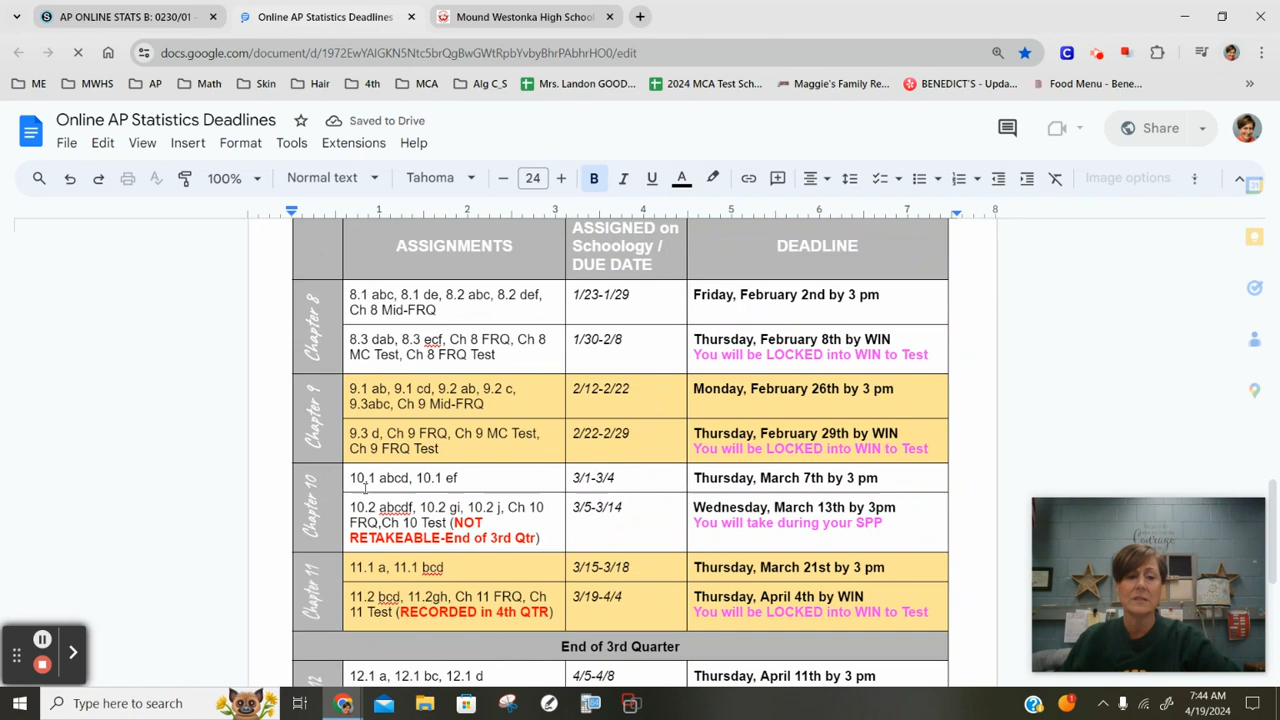 AP ONLINE STATS B: 0230/01 -
Online AP Statistics Deadlines
Mound Westonka High School
docs.google.com/document/d/1972EwYAIGKN5Ntc5brQgBwGWtRpbYvbyBhrPAbhrHO0/edit
ME
MWHS
AP
Math
Skin
Hair
4th
MCA
Alg C_S
Mrs. Landon GOOD...
2024 MCA Test Sch...
Maggie's Family Re...
BENEDICT'S - Upda...
Food Menu - Bene...
Online AP Statistics Deadlines
Saved to Drive
File Edit View Insert Format Tools Extensions Help
Share
100%
Normal text
Tahoma
24
B I U A
Image options
1 2 3 4 5 6 7 8
ASSIGNMENTS
ASSIGNED on
Schoology /
DUE DATE
DEADLINE
Chapter 8
8.1 abc, 8.1 de, 8.2 abc, 8.2 def,
Ch 8 Mid-FRQ
1/23-1/29
Friday, February 2nd by 3 pm
8.3 dab, 8.3 ecf, Ch 8 FRQ, Ch 8
MC Test, Ch 8 FRQ Test
1/30-2/8
Thursday, February 8th by WIN
You will be LOCKED into WIN to Test
Chapter 9
9.1 ab, 9.1 cd, 9.2 ab, 9.2 c,
9.3abc, Ch 9 Mid-FRQ
2/12-2/22
Monday, February 26th by 3 pm
9.3 d, Ch 9 FRQ, Ch 9 MC Test,
Ch 9 FRQ Test
2/22-2/29
Thursday, February 29th by WIN
You will be LOCKED into WIN to Test
Chapter 10
10.1 abcd, 10.1 ef
3/1-3/4
Thursday, March 7th by 3 pm
10.2 abcdf, 10.2 gi, 10.2 j, Ch 10
FRQ,Ch 10 Test (NOT
RETAKEABLE-End of 3rd Qtr)
3/5-3/14
Wednesday, March 13th by 3pm
You will take during your SPP
Chapter 11
11.1 a, 11.1 bcd
3/15-3/18
Thursday, March 21st by 3 pm
11.2 bcd, 11.2gh, Ch 11 FRQ, Ch
11 Test (RECORDED in 4th QTR)
3/19-4/4
Thursday, April 4th by WIN
You will be LOCKED into WIN to Test
End of 3rd Quarter
12
12.1 a, 12.1 bc, 12.1 d
4/5-4/8
Thursday, April 11th by 3 pm
Type here to search
7:44 AM
4/19/2024